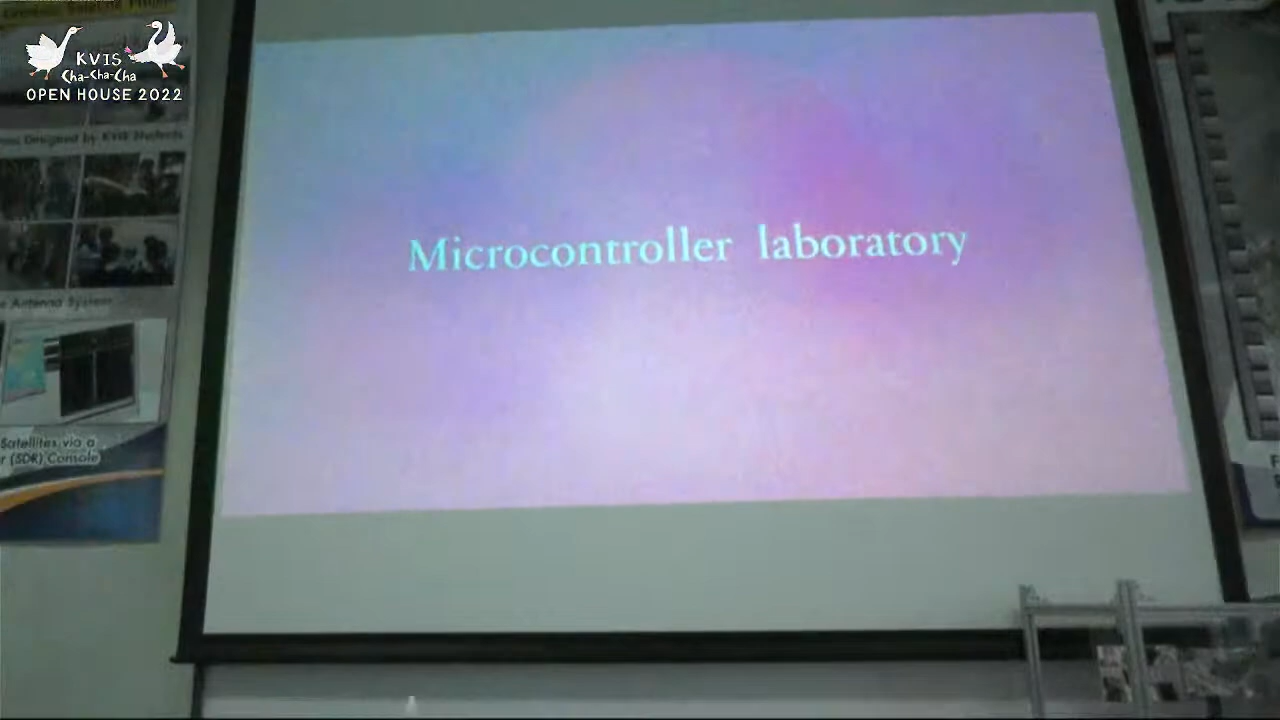 KVIS
Cha-Cha-Cha
OPEN HOUSE 2022
Designed by KVIS Students
Antenna System
Satellites via a
r (SDR) Console
Microcontroller laboratory